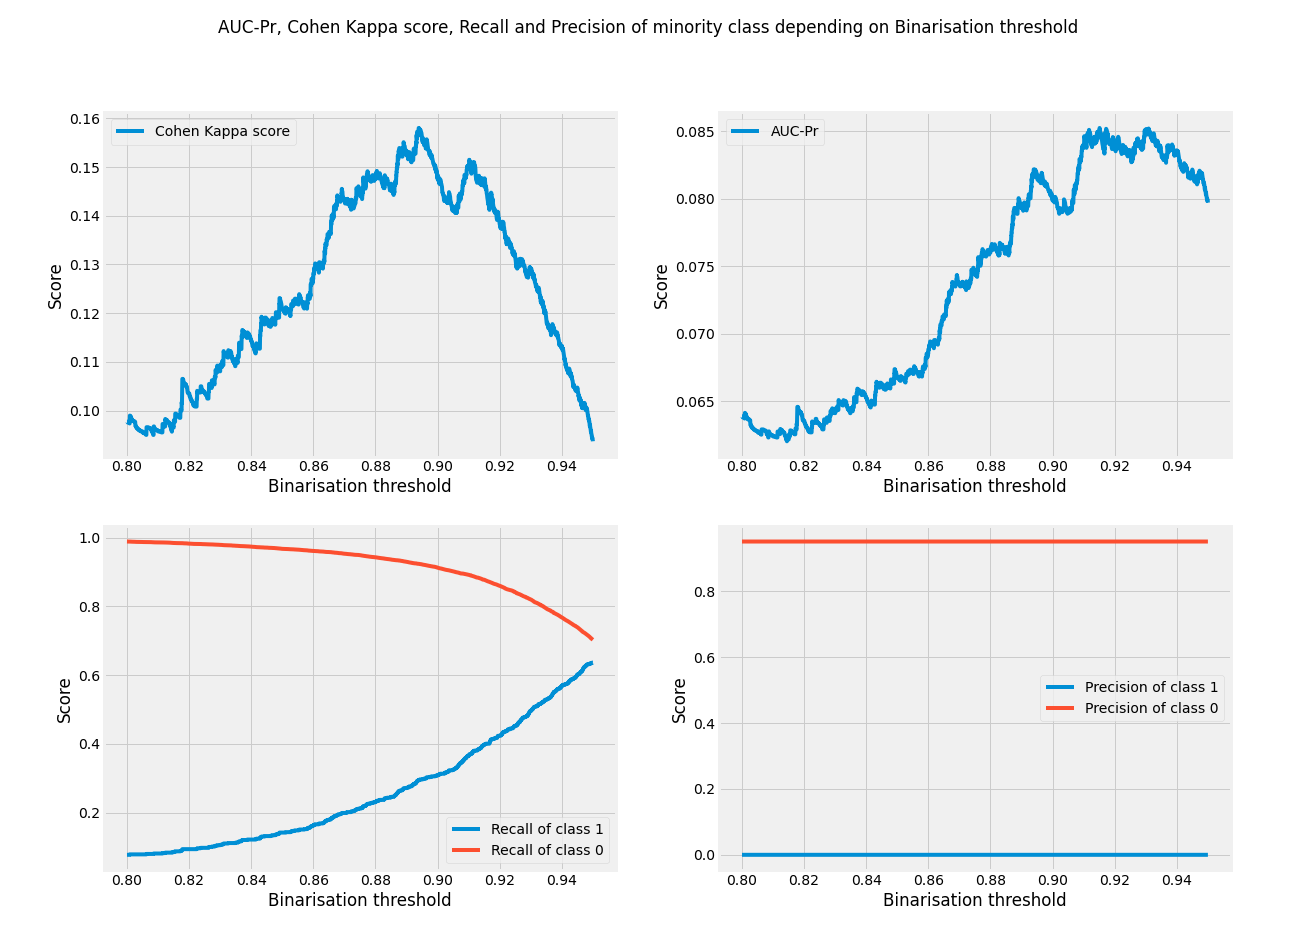 AUC-Pr, Cohen Kappa score, Recall and Precision of minority class depending on Binarisation threshold
0.16
0.15
0.14
0.13
0.12
0.11
0.10
Score
Cohen Kappa score
0.80 0.82 0.84 0.86 0.88 0.90 0.92 0.94
Binarisation threshold
0.085
0.080
0.075
0.070
0.065
Score
AUC-Pr
0.80 0.82 0.84 0.86 0.88 0.90 0.92 0.94
Binarisation threshold
1.0
0.8
0.6
0.4
0.2
Score
Recall of class 1
Recall of class 0
0.80 0.82 0.84 0.86 0.88 0.90 0.92 0.94
Binarisation threshold
0.8
0.6
0.4
0.2
0.0
Score
Precision of class 1
Precision of class 0
0.80 0.82 0.84 0.86 0.88 0.90 0.92 0.94
Binarisation threshold